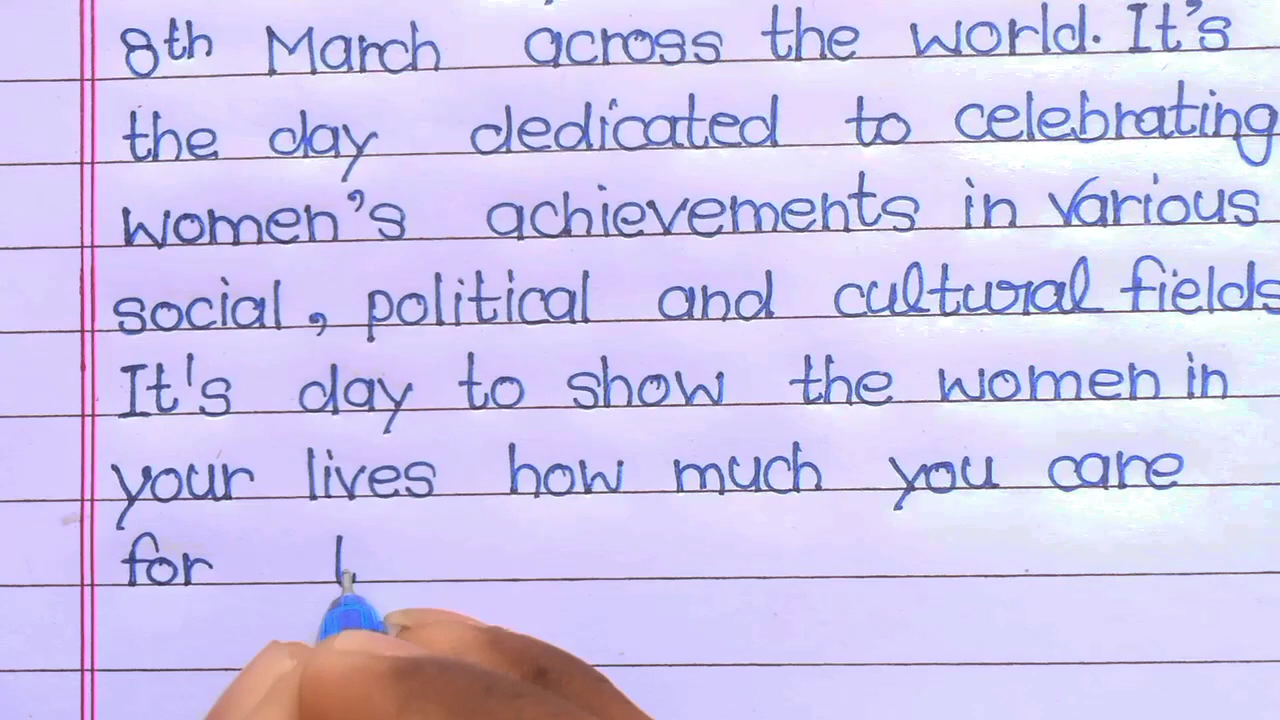 8th March across the world. It's
the day dedicated to celebrating
women's achievements in various
social, political and cultural fields
It's day to show the women in
your lives how much you care
for